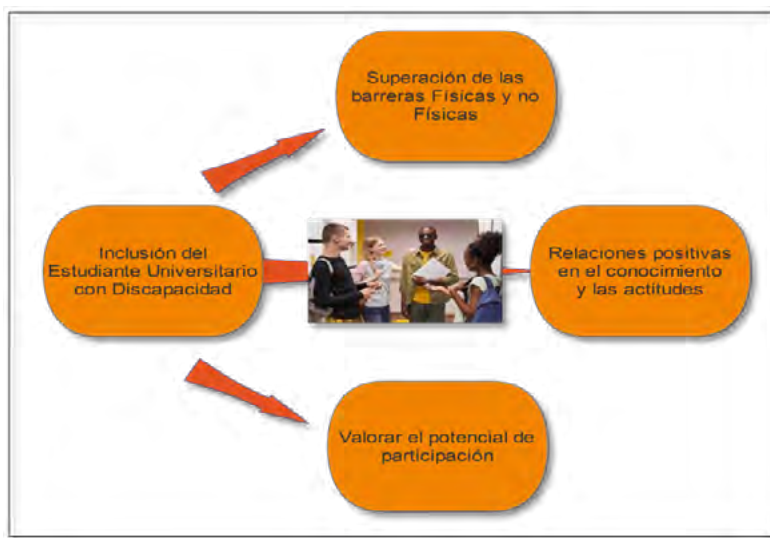 Superación de las
barreras Físicas y no
Físicas
Inclusión del
Estudiante Universitario
con Discapacidad
Relaciones positivas
en el conocimiento
y las actitudes
Valorar el potencial de
participación